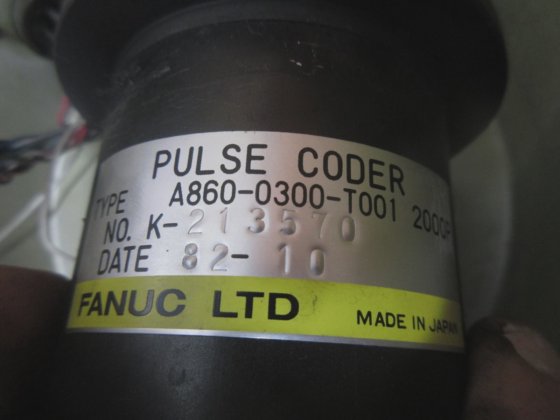 PULSE CODER
TYPE A860-0300-T001 2000P
NO. K-213570
DATE 82-10
FANUC LTD MADE IN JAPAN